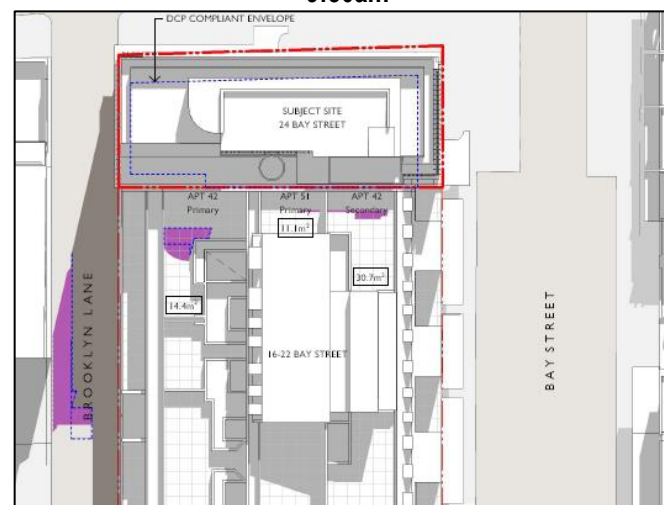 DCP COMPLIANT ENVELOPE
SUBJECT SITE
24 BAY STREET
APT 42
Primary
APT 51
Primary
APT 42
Secondary
11.1m²
14.4m²
30.7m²
16-22 BAY STREET
BROOKLYN LANE
BAY STREET